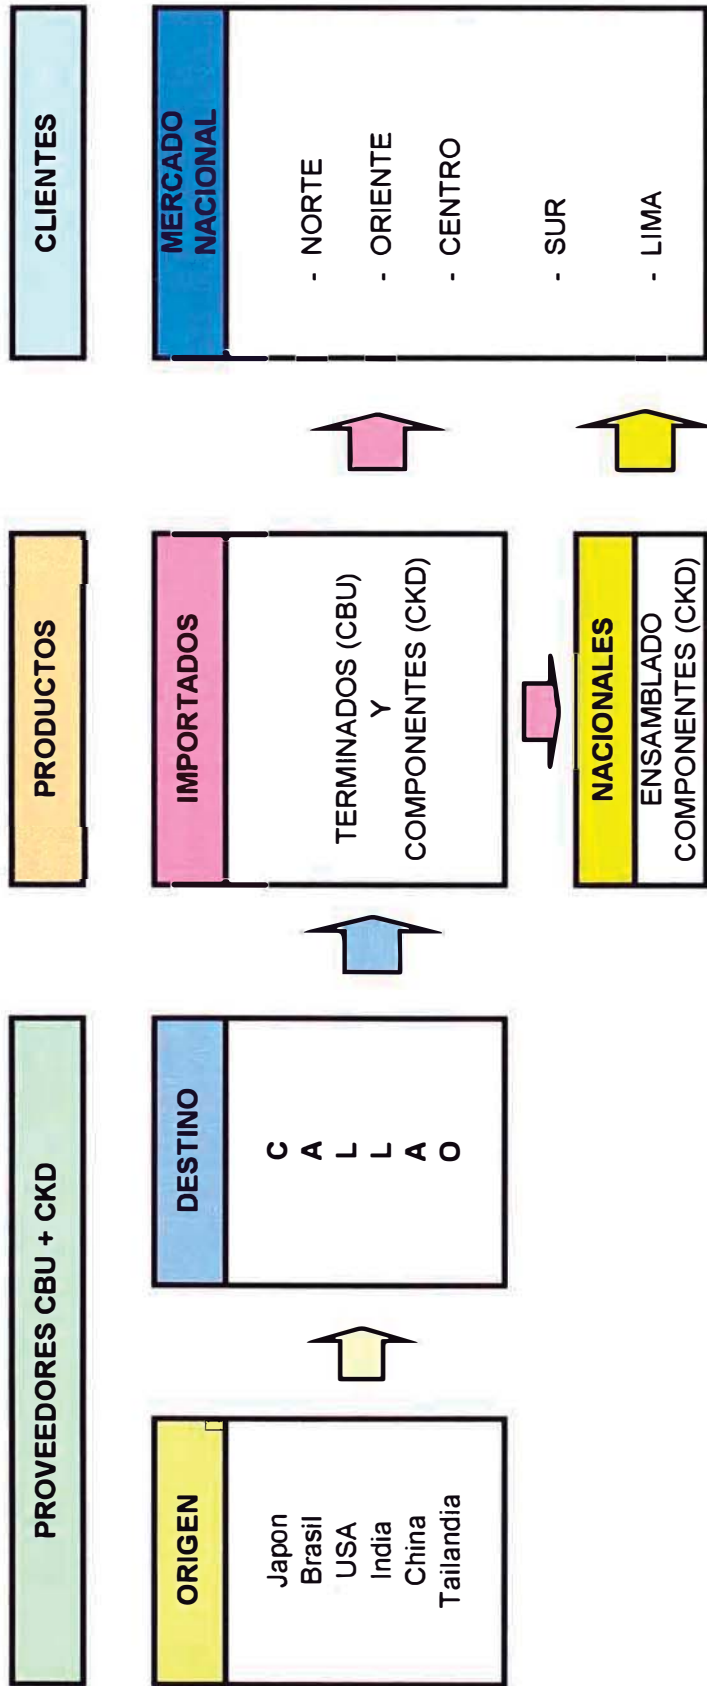 PROVEEDORES CBU + CKD
PRODUCTOS
CLIENTES
ORIGEN
Japon
Brasil
USA
India
China
Tailandia
DESTINO
C
A
L
L
A
O
IMPORTADOS
TERMINADOS (CBU)
Y
COMPONENTES (CKD)
NACIONALES
ENSAMBLADO
COMPONENTES (CKD)
MERCADO
NACIONAL
- NORTE
- ORIENTE
- CENTRO
- SUR
- LIMA